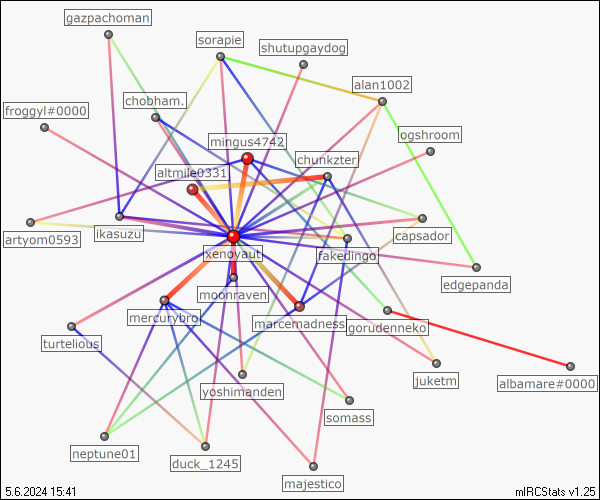 gazpachoman
sorapie
shutupgaydog
alan1002
froggyl#0000
chobham.
ogshroom
mingus4742
chunkzter
altmile0331
artyom0593
ikasuzu
capsador
xenovaut
fakedingo
edgepanda
moonraven
mercurybro
marcemadness
gorudenneko
turtelious
juketm
albamare#0000
yoshimanden
somass
neptune01
duck_1245
majestico
5.6.2024 15:41
mIRCStats v1.25